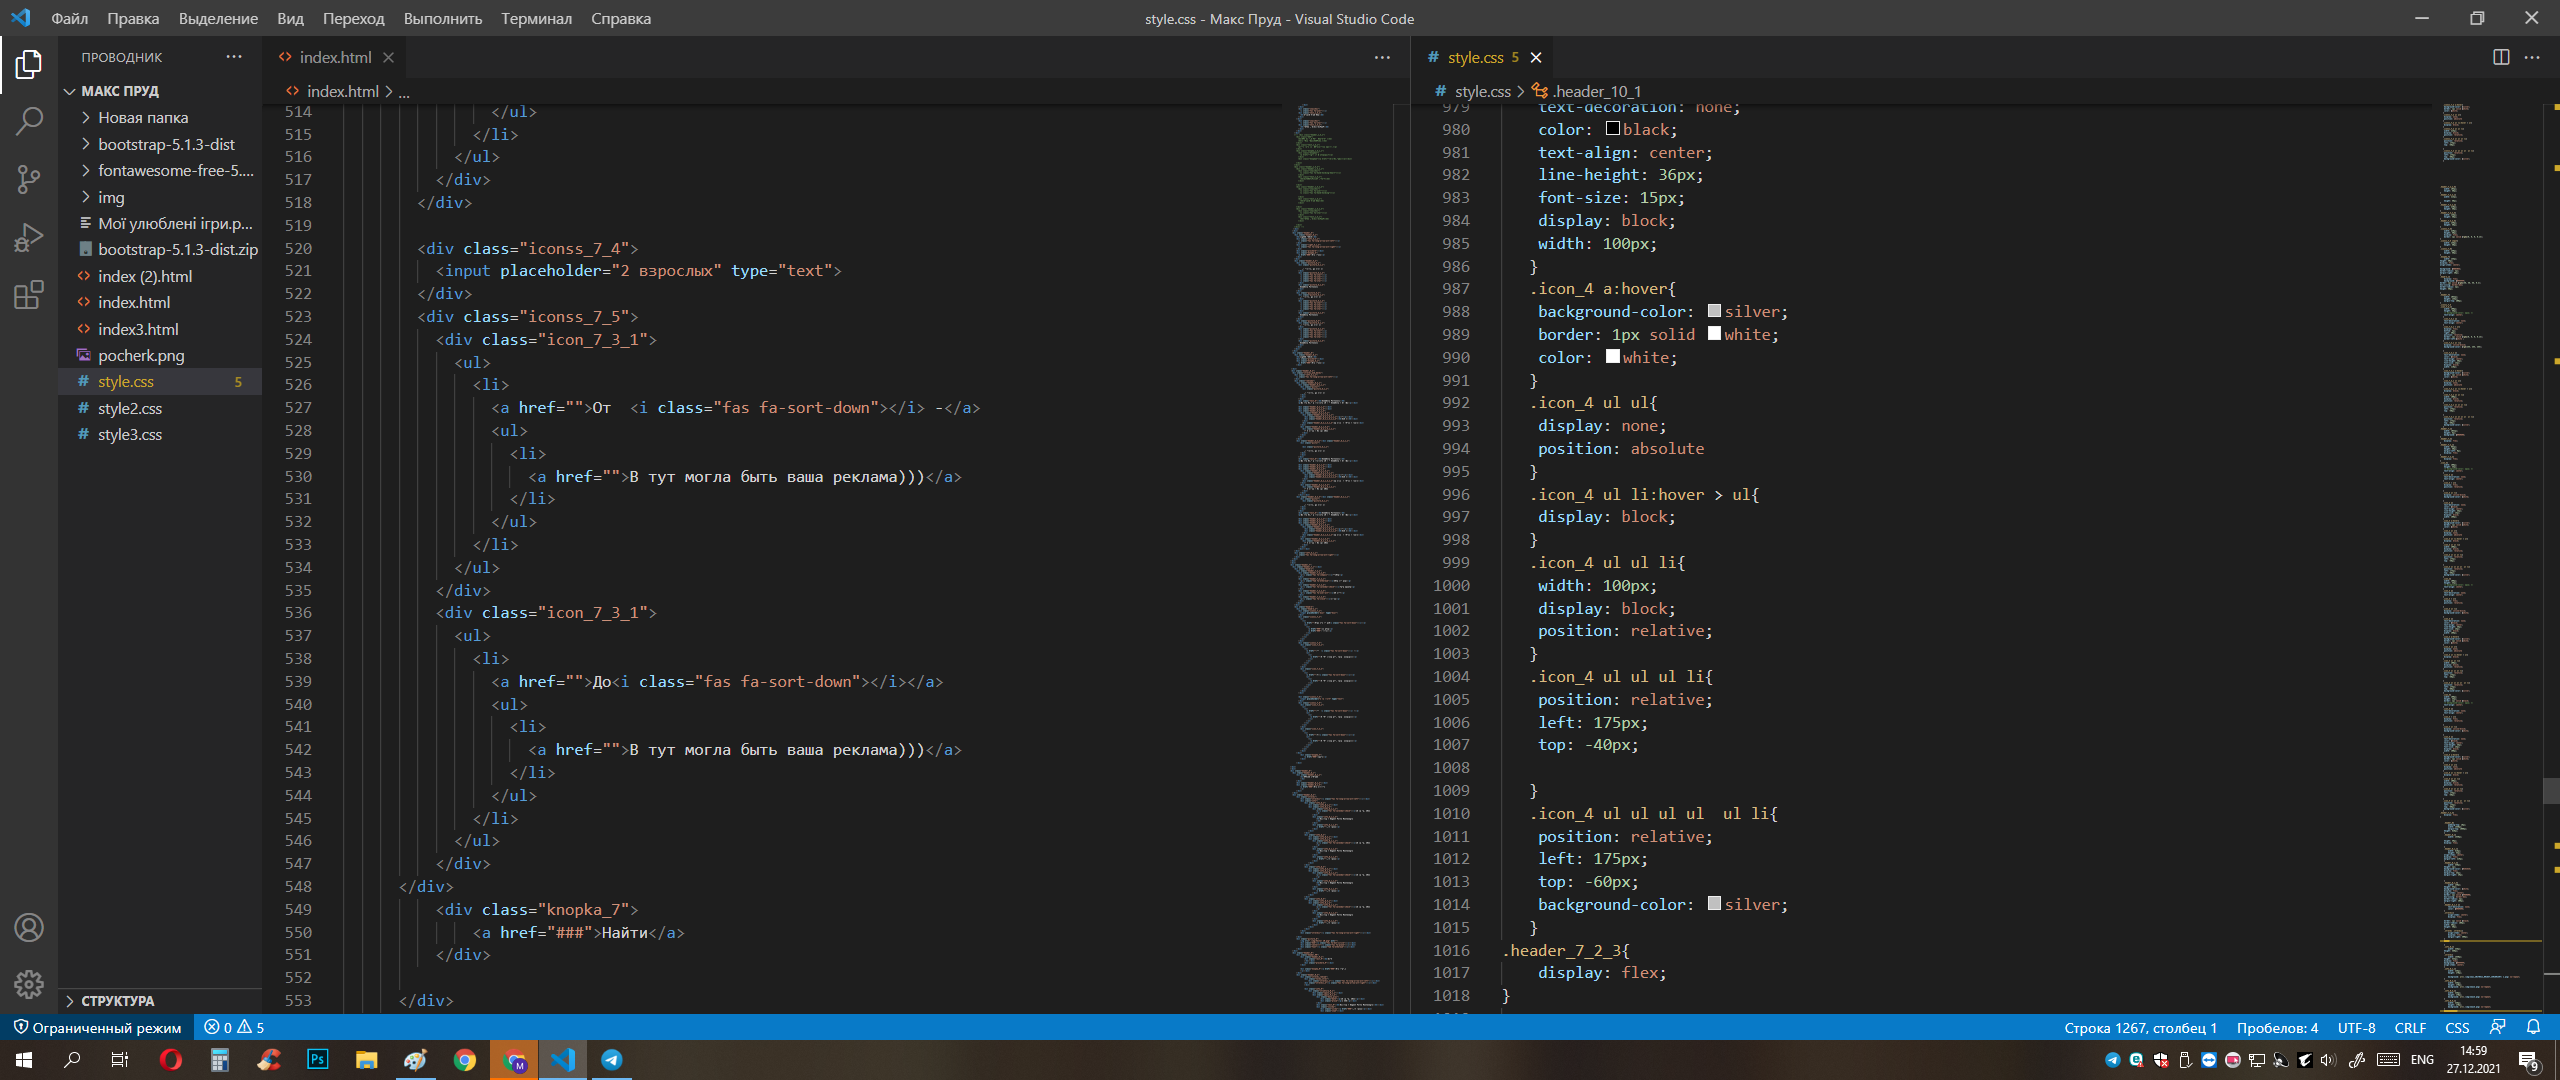 Файл Правка Выделение Вид Переход Выполнить Терминал Справка
style.css - Макс Пруд - Visual Studio Code
ПРОВОДНИК
МАКС ПРУД
Новая папка
bootstrap-5.1.3-dist
fontawesome-free-5....
img
Мої улюблені ігри.p...
bootstrap-5.1.3-dist.zip
index (2).html
index.html
index3.html
pocherk.png
style.css 5
style2.css
style3.css
СТРУКТУРА
index.html
index.html > ...
514 </ul>
515 </li>
516 </ul>
517 </div>
518 </div>
519
520 <div class="iconss_7_4">
521 <input placeholder="2 взрослых" type="text">
522 </div>
523 <div class="iconss_7_5">
524 <div class="icon_7_3_1">
525 <ul>
526 <li>
527 <a href="">От  <i class="fas fa-sort-down"></i> -</a>
528 <ul>
529 <li>
530 <a href="">В тут могла быть ваша реклама)))</a>
531 </li>
532 </ul>
533 </li>
534 </ul>
535 </div>
536 <div class="icon_7_3_1">
537 <ul>
538 <li>
539 <a href="">До<i class="fas fa-sort-down"></i></a>
540 <ul>
541 <li>
542 <a href="">В тут могла быть ваша реклама)))</a>
543 </li>
544 </ul>
545 </li>
546 </ul>
547 </div>
548 </div>
549 <div class="knopka_7">
550 <a href="###">Найти</a>
551 </div>
552
553 </div>
style.css 5
style.css > .header_10_1
979 text-decoration: none;
980 color: black;
981 text-align: center;
982 line-height: 36px;
983 font-size: 15px;
984 display: block;
985 width: 100px;
986 }
987 .icon_4 a:hover{
988 background-color: silver;
989 border: 1px solid white;
990 color: white;
991 }
992 .icon_4 ul ul{
993 display: none;
994 position: absolute
995 }
996 .icon_4 ul li:hover > ul{
997 display: block;
998 }
999 .icon_4 ul ul li{
1000 width: 100px;
1001 display: block;
1002 position: relative;
1003 }
1004 .icon_4 ul ul ul li{
1005 position: relative;
1006 left: 175px;
1007 top: -40px;
1008
1009 }
1010 .icon_4 ul ul ul ul  ul li{
1011 position: relative;
1012 left: 175px;
1013 top: -60px;
1014 background-color: silver;
1015 }
1016 .header_7_2_3{
1017 display: flex;
1018 }
Ограниченный режим 0 5
Строка 1267, столбец 1 Пробелов: 4 UTF-8 CRLF CSS
Ps
M
ENG
14:59
27.12.2021
9